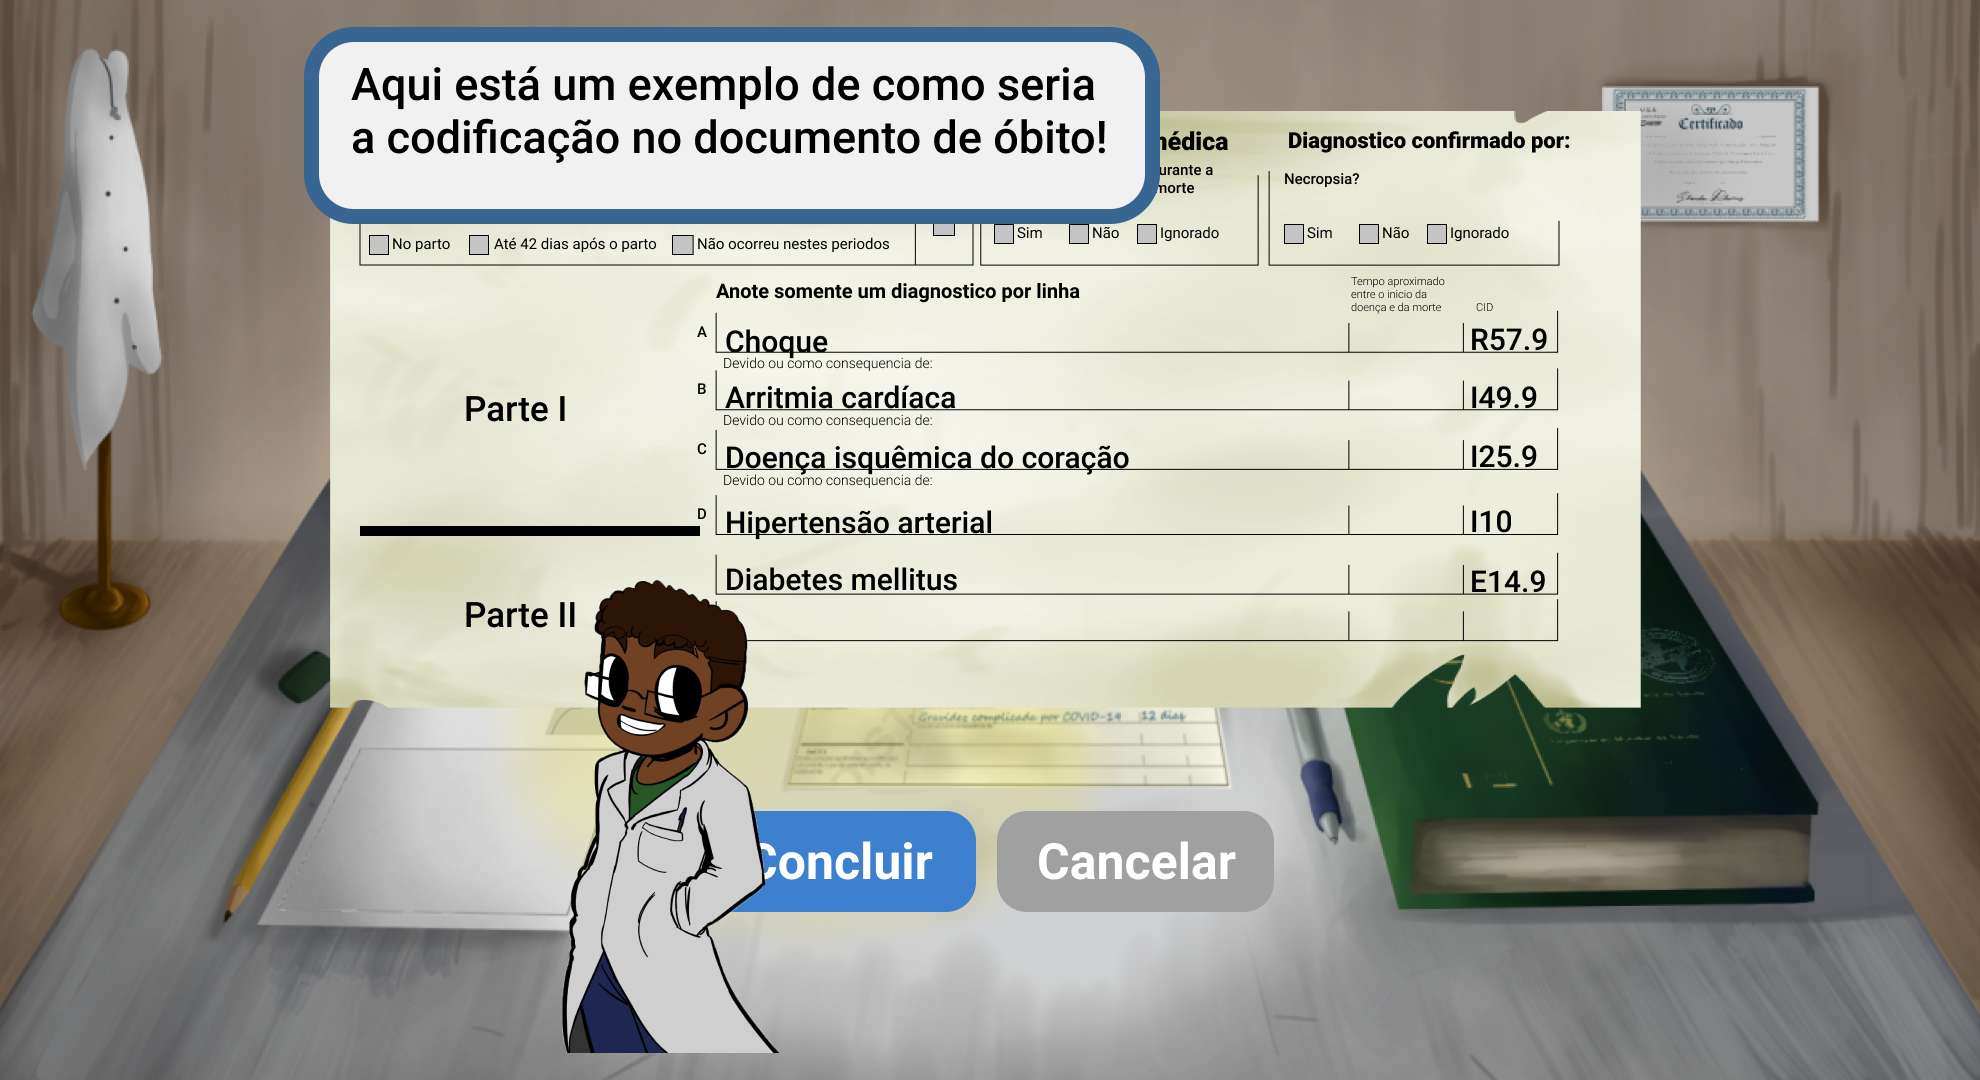 Aqui está um exemplo de como seria
a codificação no documento de óbito!
médica
Diagnostico confirmado por:
urante a
morte
Necropsia?
Certificado
No parto
Até 42 dias após o parto
Não ocorreu nestes periodos
Sim
Não
Ignorado
Sim
Não
Ignorado
Anote somente um diagnostico por linha
Tempo aproximado
entre o inicio da
doença e da morte
CID
A
Choque
R57.9
Devido ou como consequencia de:
B
Arritmia cardíaca
I49.9
Devido ou como consequencia de:
Parte I
C
Doença isquêmica do coração
I25.9
Devido ou como consequencia de:
D
Hipertensão arterial
I10
Diabetes mellitus
E14.9
Parte II
Gravidez complicada por COVID-19 12 dias
Concluir
Cancelar